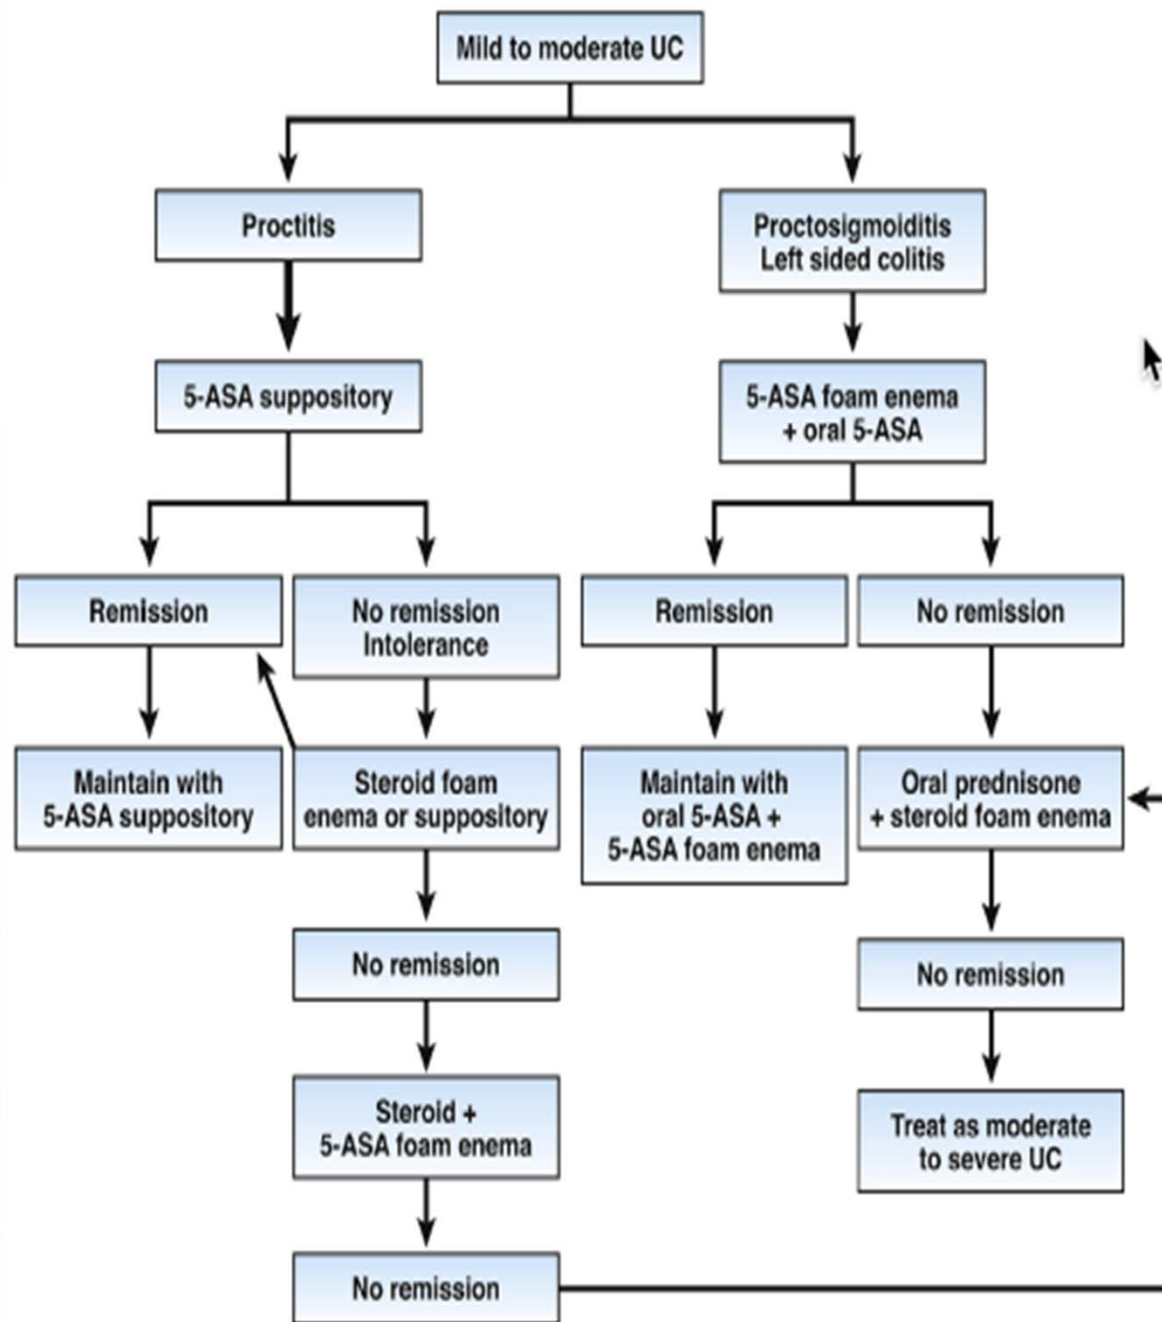 Mild to moderate UC
Proctitis
Proctosigmoiditis
Left sided colitis
5-ASA suppository
5-ASA foam enema
+ oral 5-ASA
Remission
No remission
Intolerance
Remission
No remission
Maintain with
5-ASA suppository
Steroid foam
enema or suppository
Maintain with
oral 5-ASA +
5-ASA foam enema
Oral prednisone
+ steroid foam enema
No remission
No remission
Steroid +
5-ASA foam enema
Treat as moderate
to severe UC
No remission